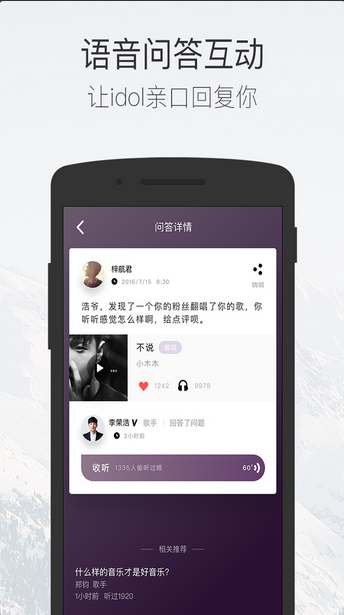 语音问答互动
让idol亲口回复你
问答详情
梓航君
2016/7/15 8:30
呐喊
浩爷，发现了一个你的粉丝翻唱了你的歌，你
听听感觉怎么样啊，给点评呗。
不说 翻唱
小木木
1242 9978
李荣浩 V 歌手 | 回答了问题
2小时前
收听 1335人偷听过瘾 60"
相关推荐
什么样的音乐才是好音乐?
郑钧 歌手
1小时前 听过1920